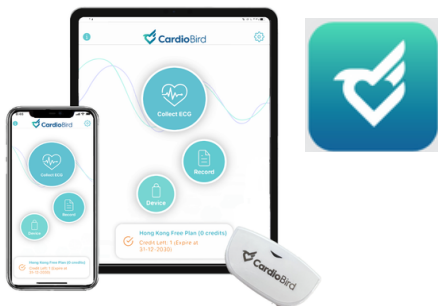 CardioBird
Collect ECG
Record
Device
Hong Kong Free Plan (0 credits)
Credit Left: 1 (Expire at
31-12-2030)
CardioBird
Collect ECG
Record
Device
Hong Kong Free Plan (0 credits)
Credit Left: 1 (Expire at
31-12-2030)
CardioBird